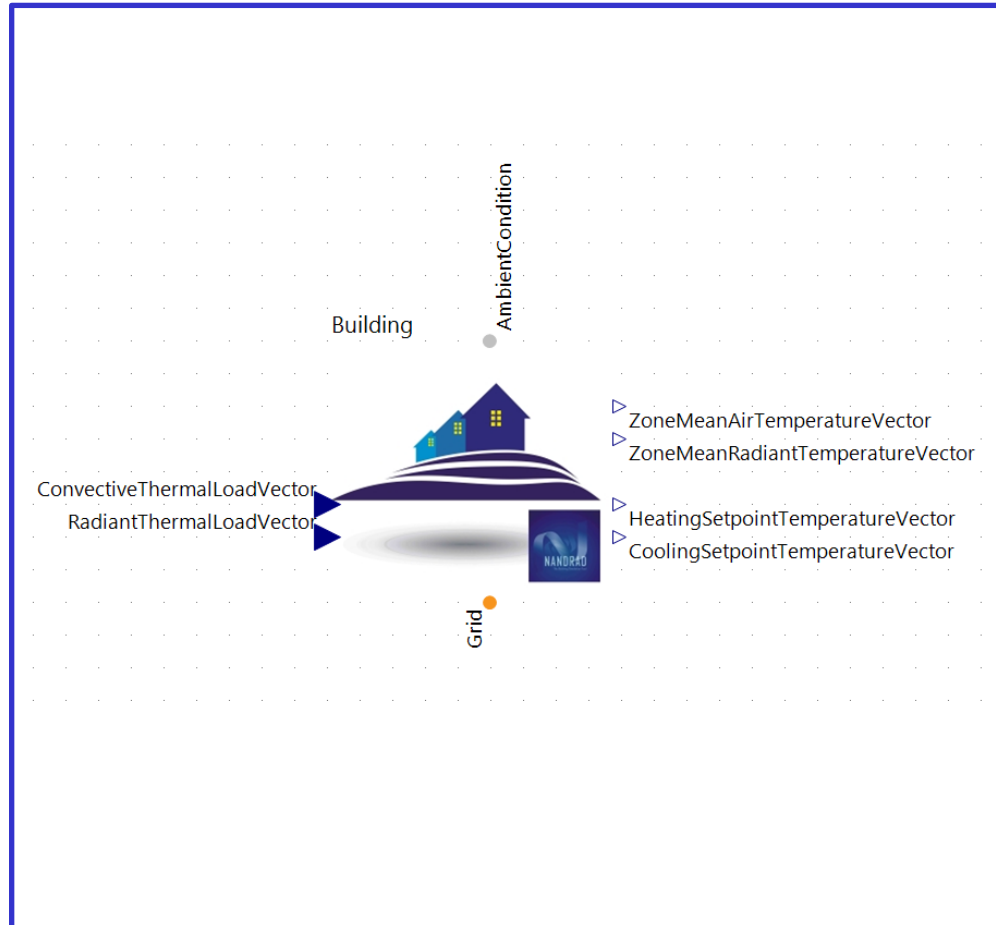 AmbientCondition
Building
ZoneMeanAirTemperatureVector
ZoneMeanRadiantTemperatureVector
ConvectiveThermalLoadVector
RadiantThermalLoadVector
HeatingSetpointTemperatureVector
CoolingSetpointTemperatureVector
NANDRAD
Grid